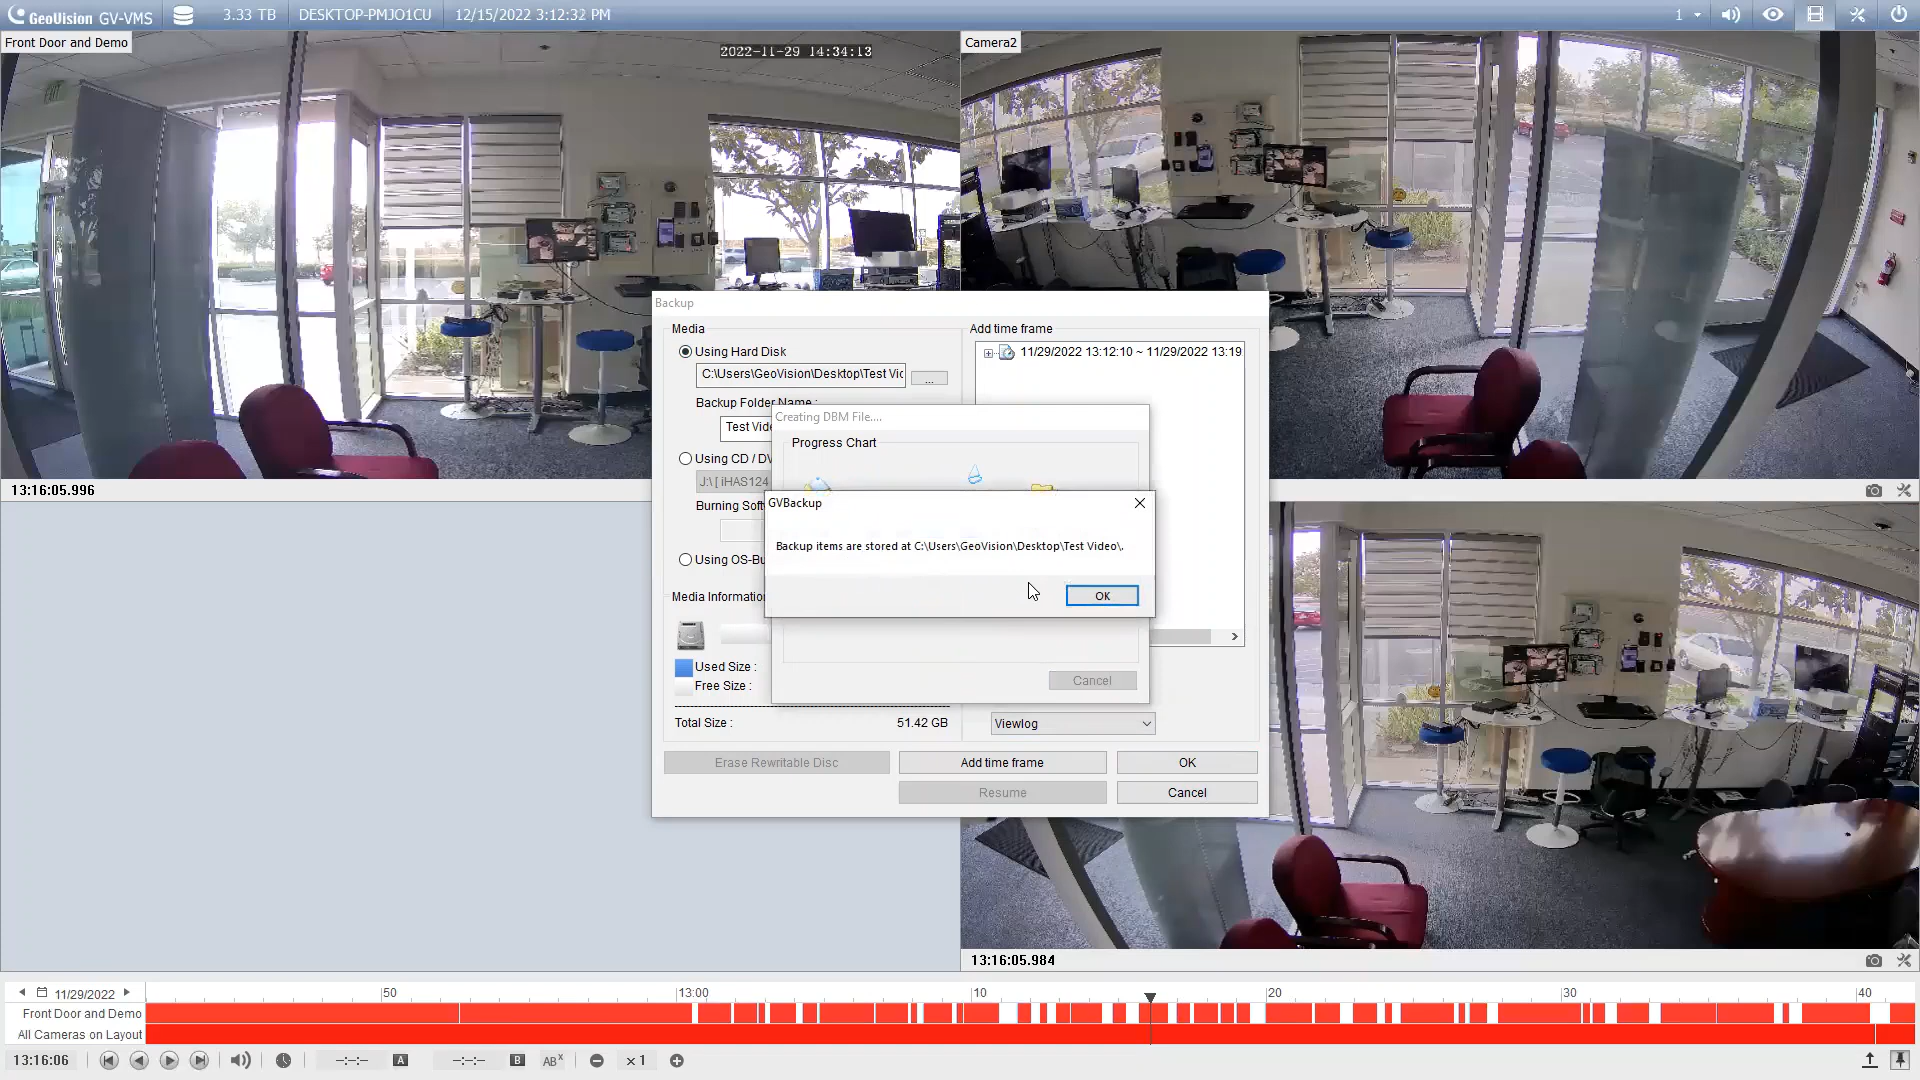 GeoVision GV-VMS 3.33 TB DESKTOP-PMJO1CU 12/15/2022 3:12:32 PM 1
Front Door and Demo
2022-11-29 14:34:13
Camera2
Backup
Media
Add time frame
Using Hard Disk
11/29/2022 13:12:10 ~ 11/29/2022 13:19
C:\Users\GeoVision\Desktop\Test Vic
...
Backup Folder Name :
Creating DBM File....
Test Vide
Progress Chart
Using CD / DV
J:\ [ iHAS124
13:16:05.996
GVBackup
Burning Soft
Backup items are stored at C:\Users\GeoVision\Desktop\Test Video\.
Using OS-Bu
OK
Media Information
Used Size :
Free Size :
Cancel
Total Size : 51.42 GB
Viewlog
Erase Rewritable Disc Add time frame OK
Resume Cancel
13:16:05.984
11/29/2022 50 13:00 10 20 30 40
Front Door and Demo
All Cameras on Layout
13:16:06 --:--:-- A --:--:-- B ABx x 1